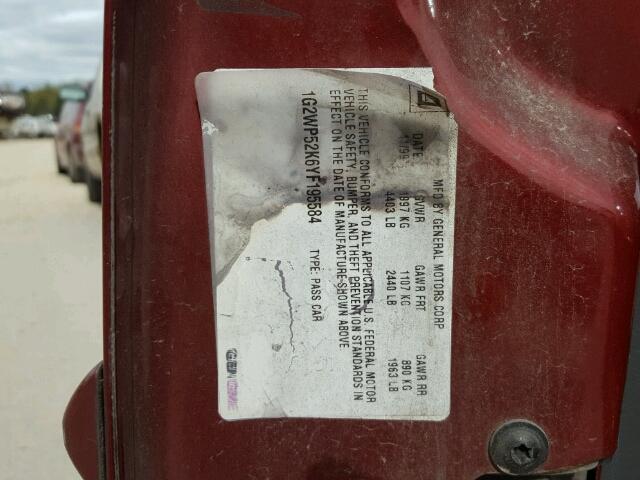 MFD BY GENERAL MOTORS CORP
DATE GVWR GAWR FRT GAWR RR
11/99 1997 KG 1107 KG 890 KG
4403 LB 2440 LB 1963 LB
THIS VEHICLE CONFORMS TO ALL APPLICABLE U.S. FEDERAL MOTOR
VEHICLE SAFETY, BUMPER, AND THEFT PREVENTION STANDARDS IN
EFFECT ON THE DATE OF MANUFACTURE SHOWN ABOVE
1G2WP52K6YF195584 TYPE: PASS CAR